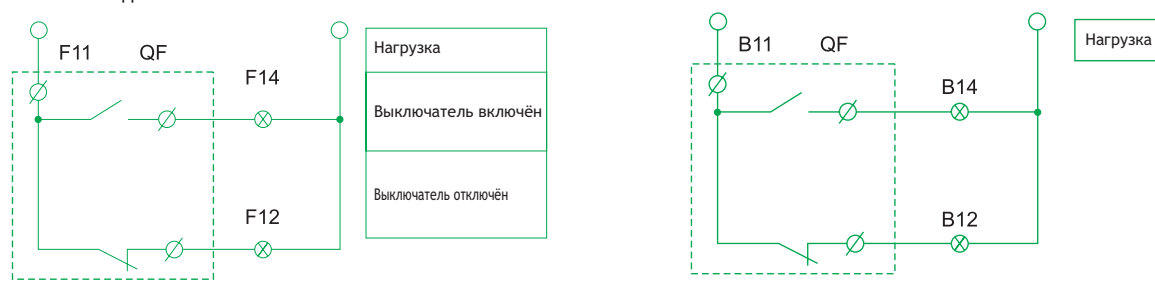 F11 QF
F14
F12
Нагрузка
Выключатель включён
Выключатель отключён
B11 QF
B14
B12
Нагрузка